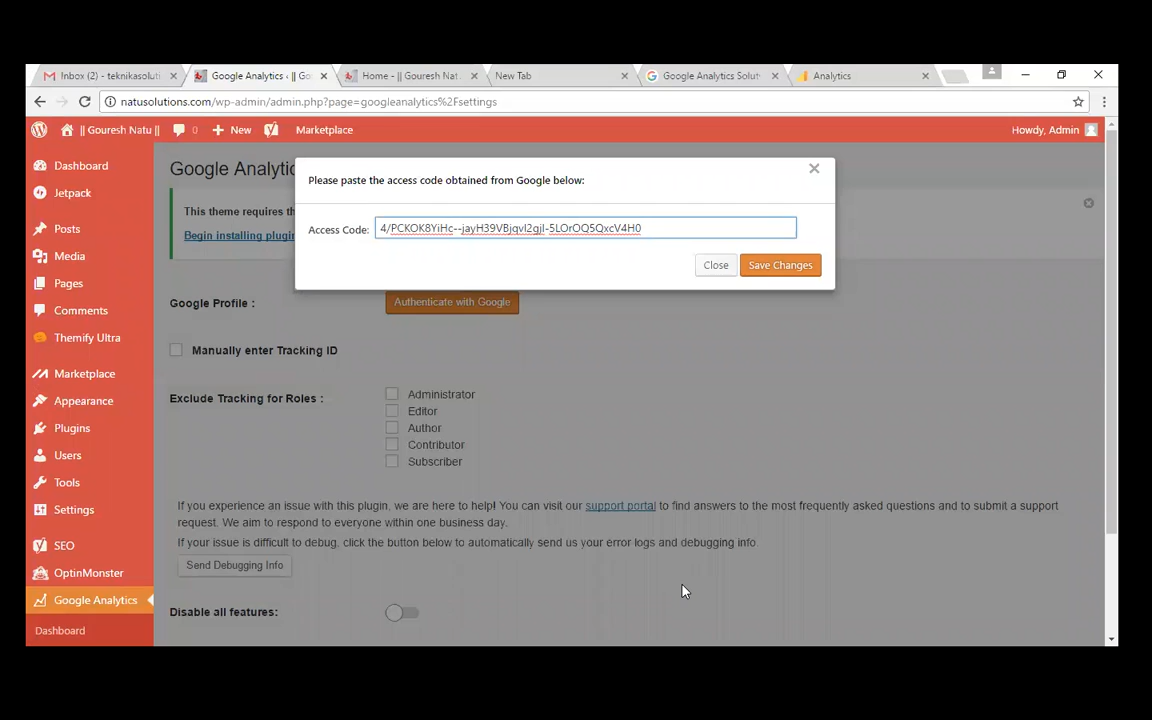 Inbox (2) - teknikasoluti
Google Analytics ‹ || Go
Home - || Gouresh Nat
New Tab
Google Analytics Soluti
Analytics
natusolutions.com/wp-admin/admin.php?page=googleanalytics%2Fsettings
|| Gouresh Natu ||
0
New
Marketplace
Howdy, Admin
Dashboard
Jetpack
Posts
Media
Pages
Comments
Themify Ultra
Marketplace
Appearance
Plugins
Users
Tools
Settings
SEO
OptinMonster
Google Analytics
Dashboard
Google Analytic
This theme requires th
Begin installing plugin
Please paste the access code obtained from Google below:
Access Code: 4/PCKOK8YiHc--jayH39VBjqvl2gjI-5LOrOQ5QxcV4H0
Close
Save Changes
Google Profile :
Authenticate with Google
Manually enter Tracking ID
Exclude Tracking for Roles :
Administrator
Editor
Author
Contributor
Subscriber
If you experience an issue with this plugin, we are here to help! You can visit our support portal to find answers to the most frequently asked questions and to submit a support
request. We aim to respond to everyone within one business day.
If your issue is difficult to debug, click the button below to automatically send us your error logs and debugging info.
Send Debugging Info
Disable all features: